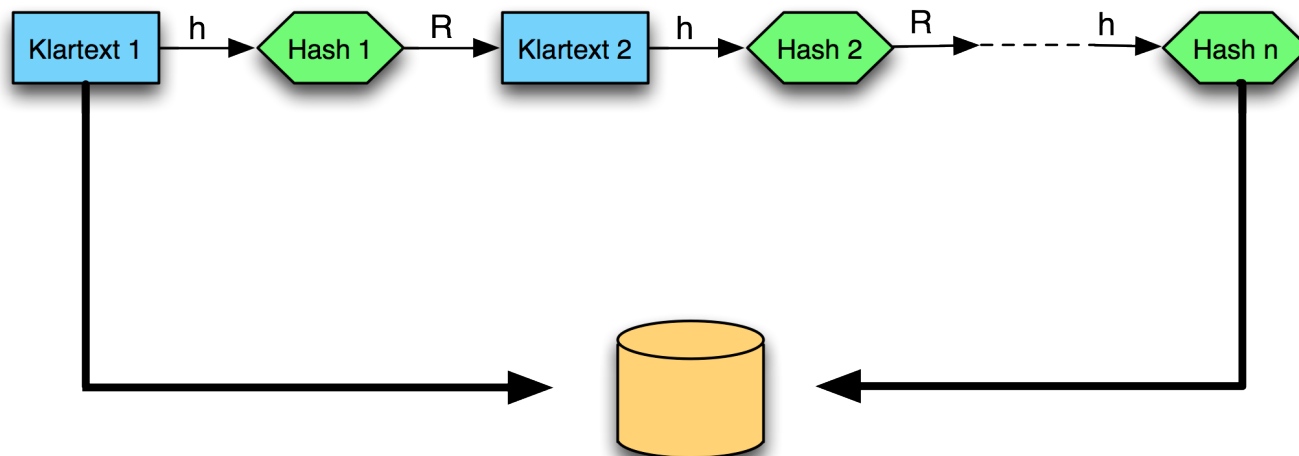 Klartext 1
h
Hash 1
R
Klartext 2
h
Hash 2
R
h
Hash n